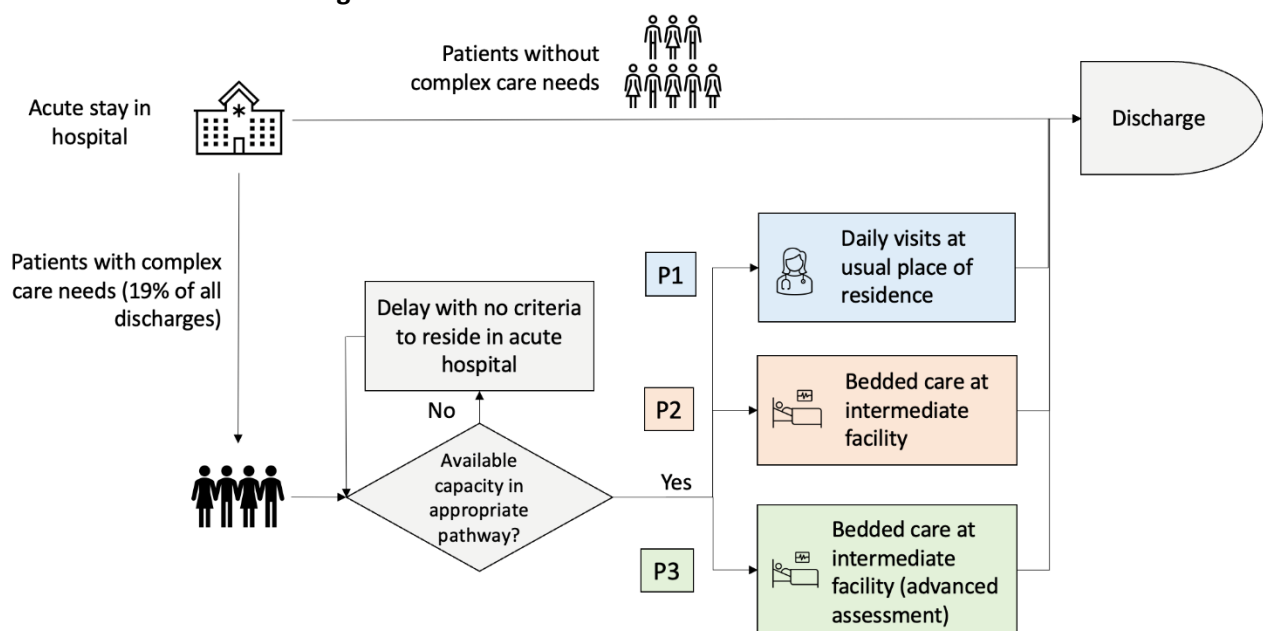 Patients without
complex care needs
Acute stay in
hospital
Discharge
Patients with complex
care needs (19% of all
discharges)
Delay with no criteria
to reside in acute
hospital
No
Available
capacity in
appropriate
pathway?
Yes
P1
Daily visits at
usual place of
residence
P2
Bedded care at
intermediate
facility
P3
Bedded care at
intermediate
facility (advanced
assessment)